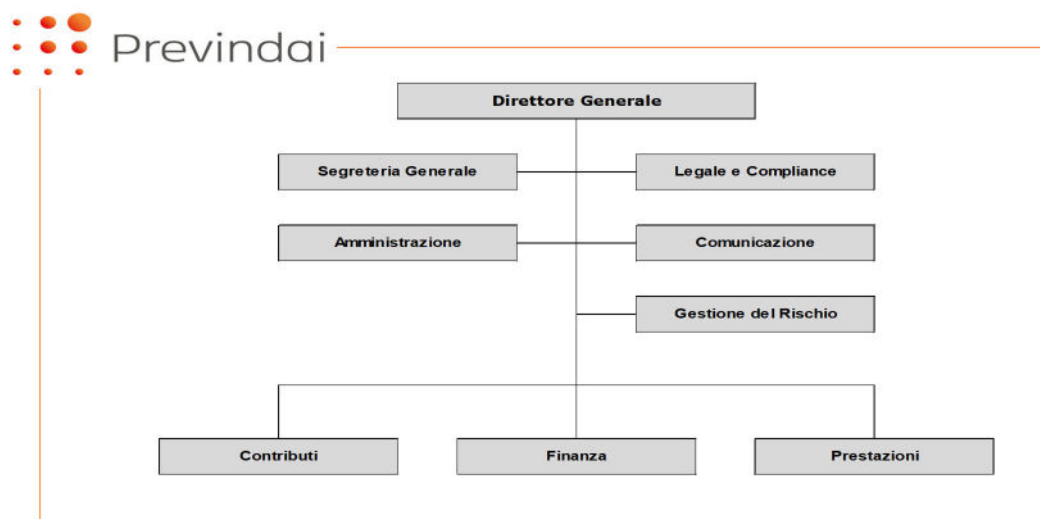 Previndai
Direttore Generale
Segreteria Generale
Legale e Compliance
Amministrazione
Comunicazione
Gestione del Rischio
Contributi
Finanza
Prestazioni